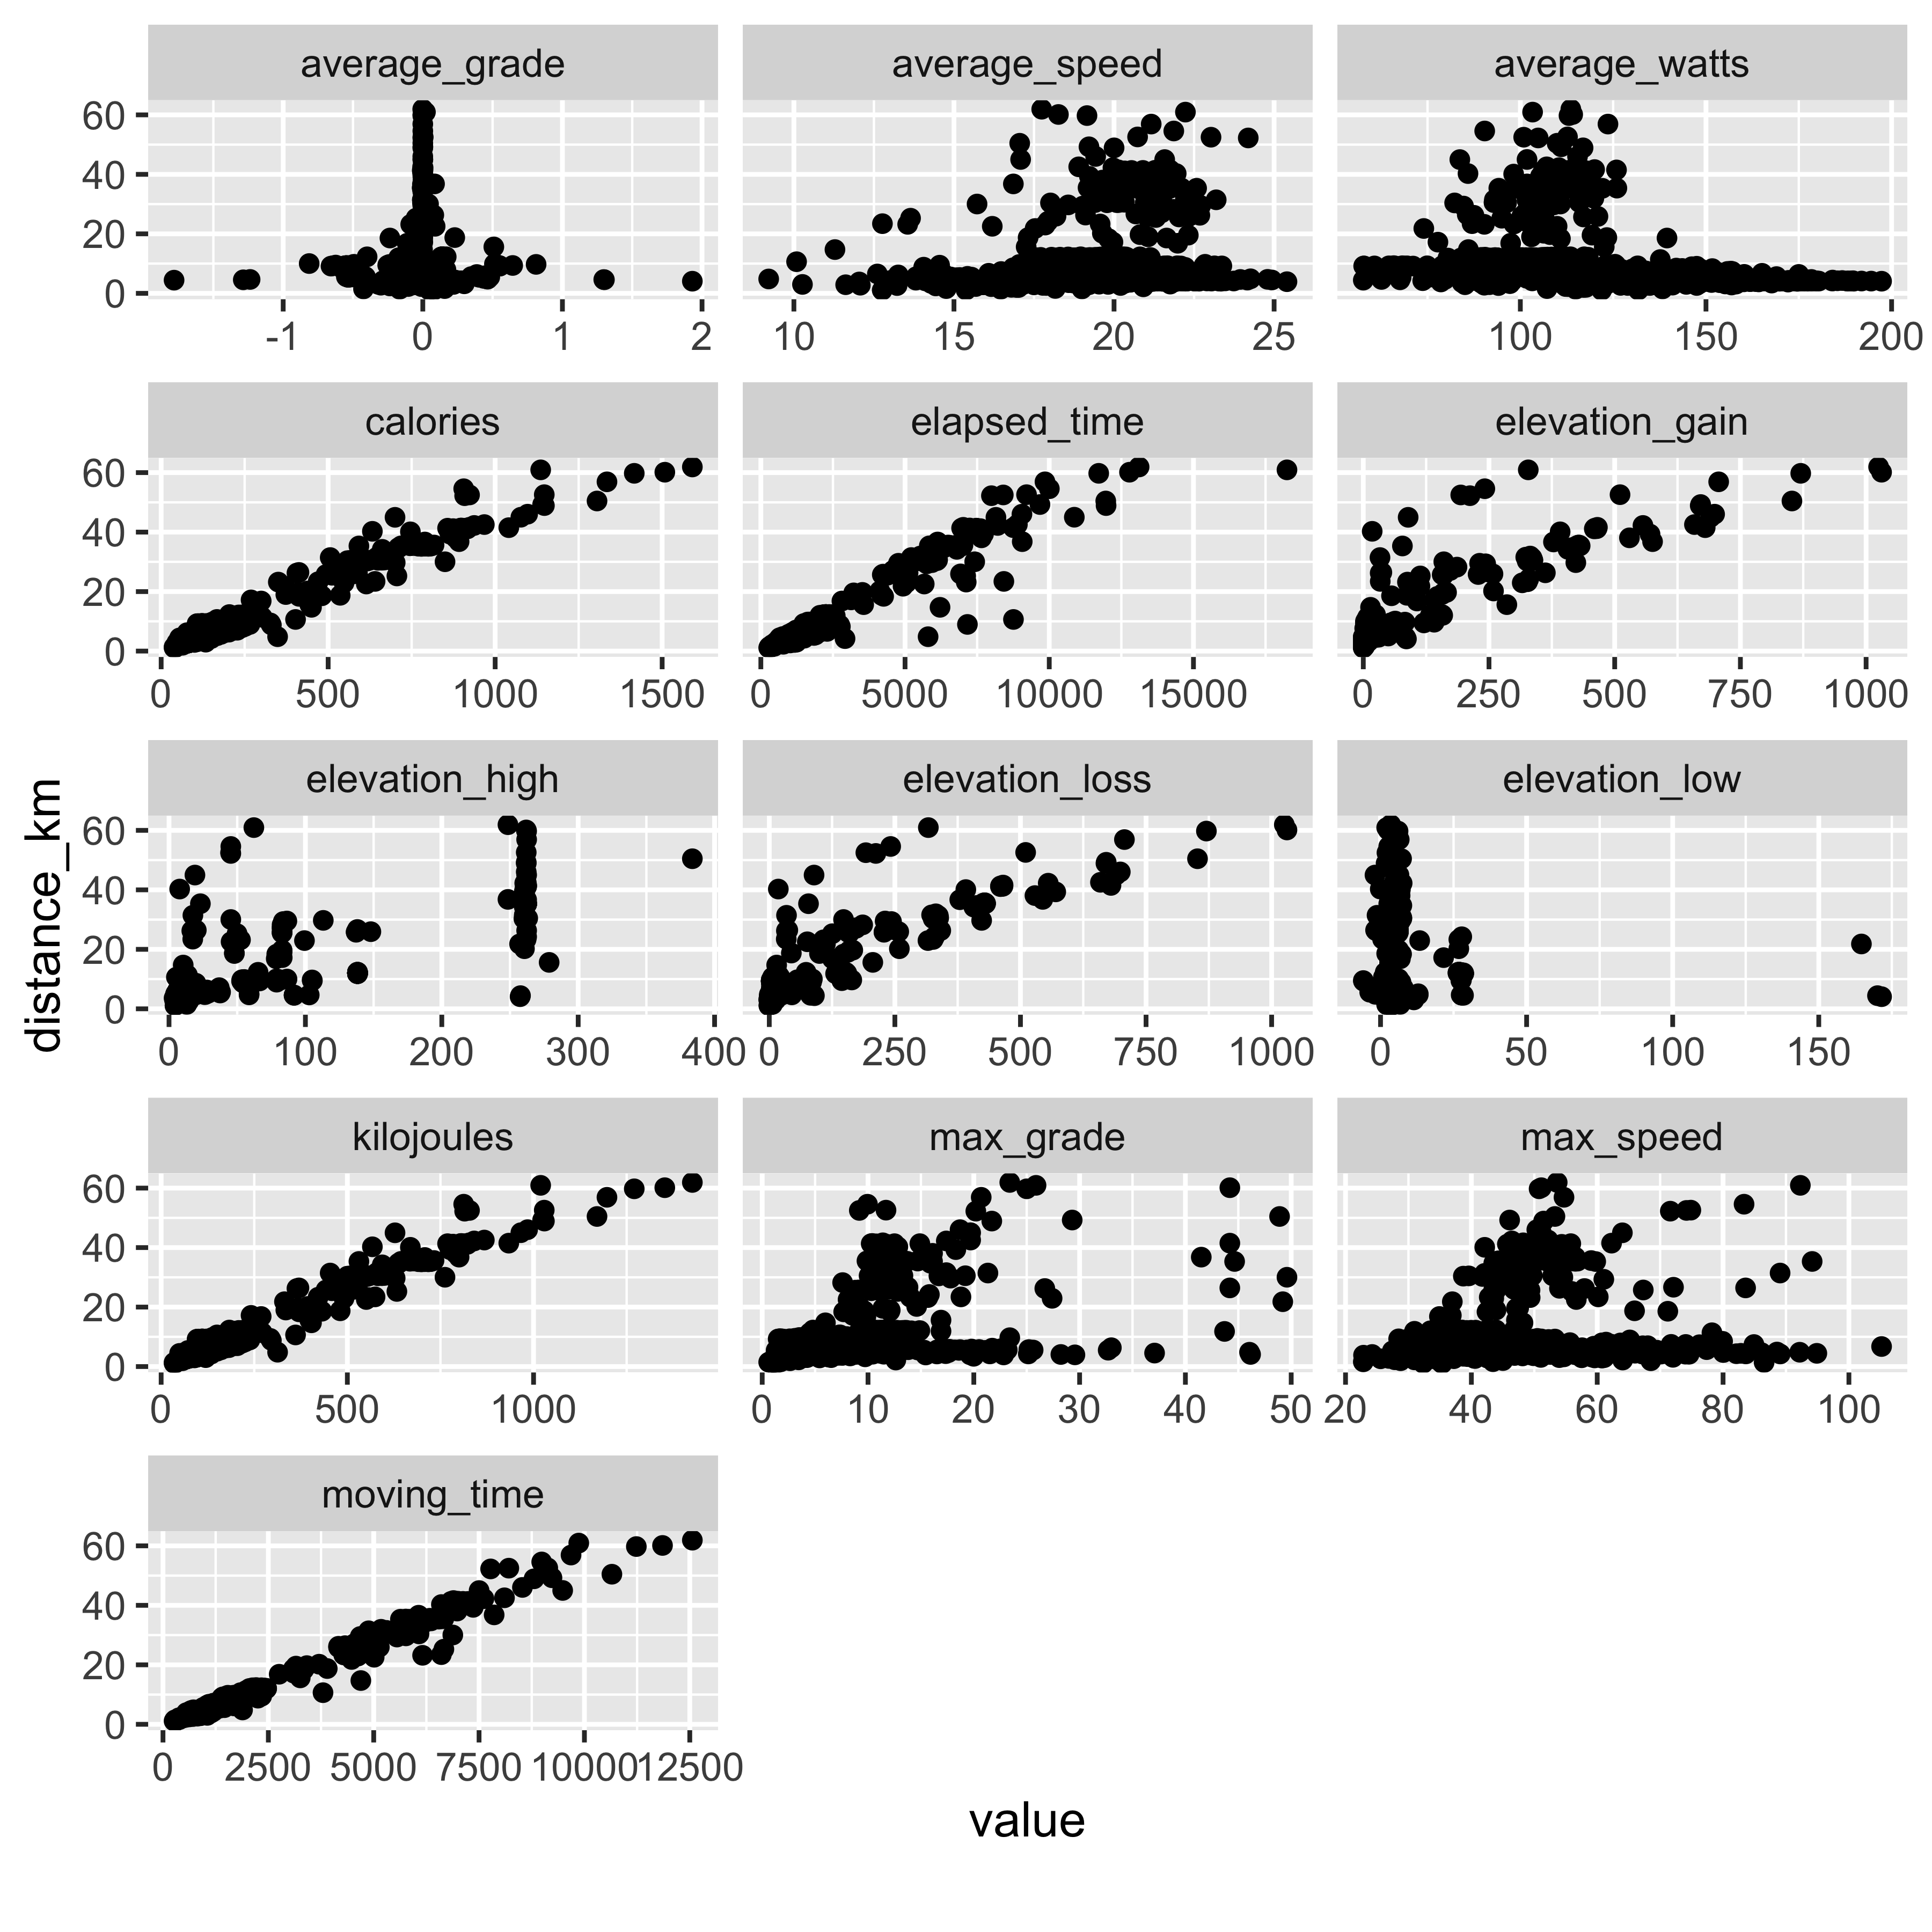 average_grade average_speed average_watts
60
40
20
0
-1 0 1 2 10 15 20 25 100 150 200
calories elapsed_time elevation_gain
60
40
20
0
0 500 1000 1500 0 5000 10000 15000 0 250 500 750 1000
elevation_high elevation_loss elevation_low
60
40
20
0
0 100 200 300 400 0 250 500 750 1000 0 50 100 150
distance_km
kilojoules max_grade max_speed
60
40
20
0
0 500 1000 0 10 20 30 40 50 20 40 60 80 100
moving_time
60
40
20
0
0 2500 5000 7500 10000 12500
value